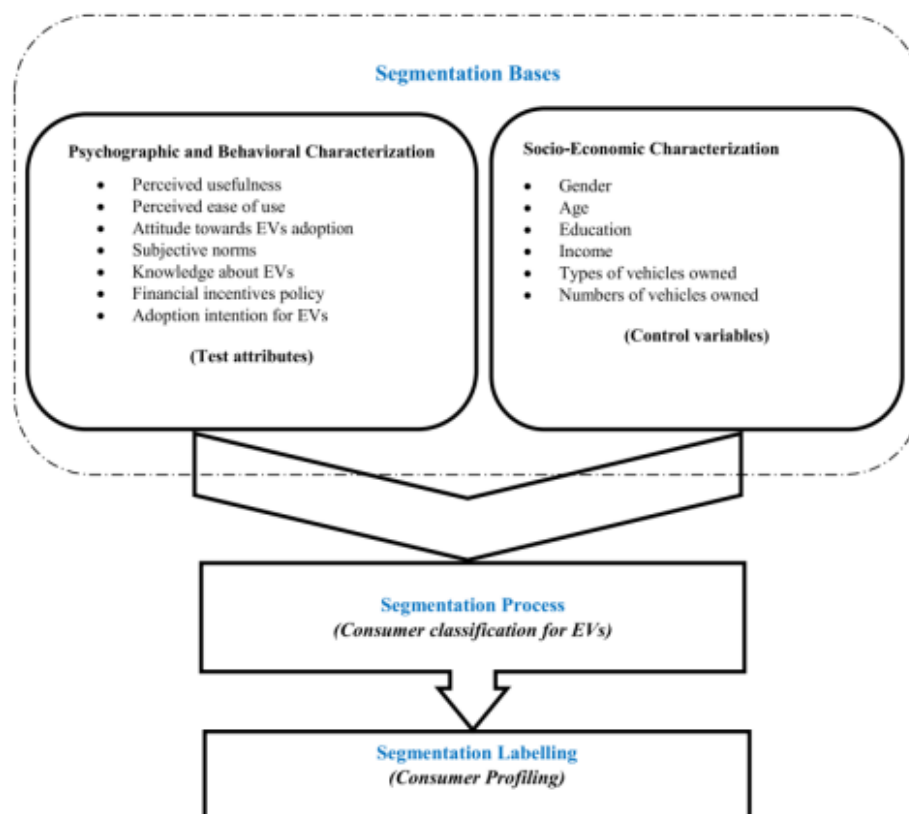 Segmentation Bases
Psychographic and Behavioral Characterization
• Perceived usefulness
• Perceived ease of use
• Attitude towards EVs adoption
• Subjective norms
• Knowledge about EVs
• Financial incentives policy
• Adoption intention for EVs
(Test attributes)
Socio-Economic Characterization
• Gender
• Age
• Education
• Income
• Types of vehicles owned
• Numbers of vehicles owned
(Control variables)
Segmentation Process
(Consumer classification for EVs)
Segmentation Labelling
(Consumer Profiling)